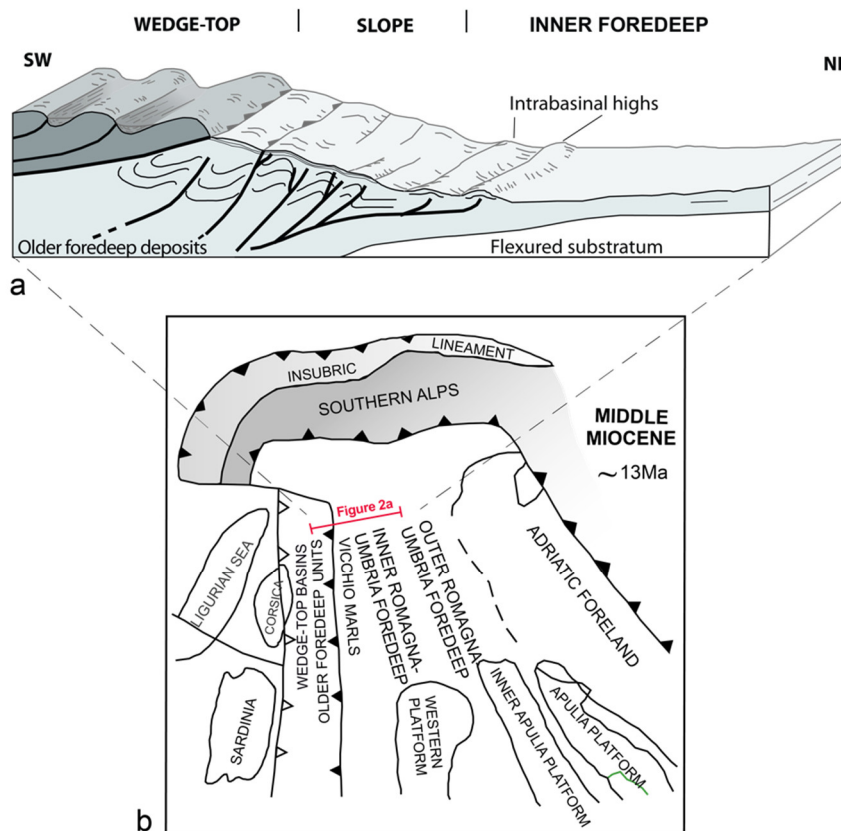 WEDGE-TOP
SLOPE
INNER FOREDEEP
SW
NE
Intrabasinal highs
Older foredeep deposits
Flexured substratum
a
INSUBRIC
LINEAMENT
SOUTHERN ALPS
MIDDLE
MIOCENE
~13Ma
Figure 2a
LIGURIAN SEA
CORSICA
SARDINIA
WEDGE-TOP BASINS
OLDER FOREDEEP UNITS
VICCHIO MARLS
INNER ROMAGNA-
UMBRIA FOREDEEP
OUTER ROMAGNA-
UMBRIA FOREDEEP
ADRIATIC FORELAND
WESTERN
PLATFORM
INNER APULIA PLATFORM
APULIA PLATFORM
b